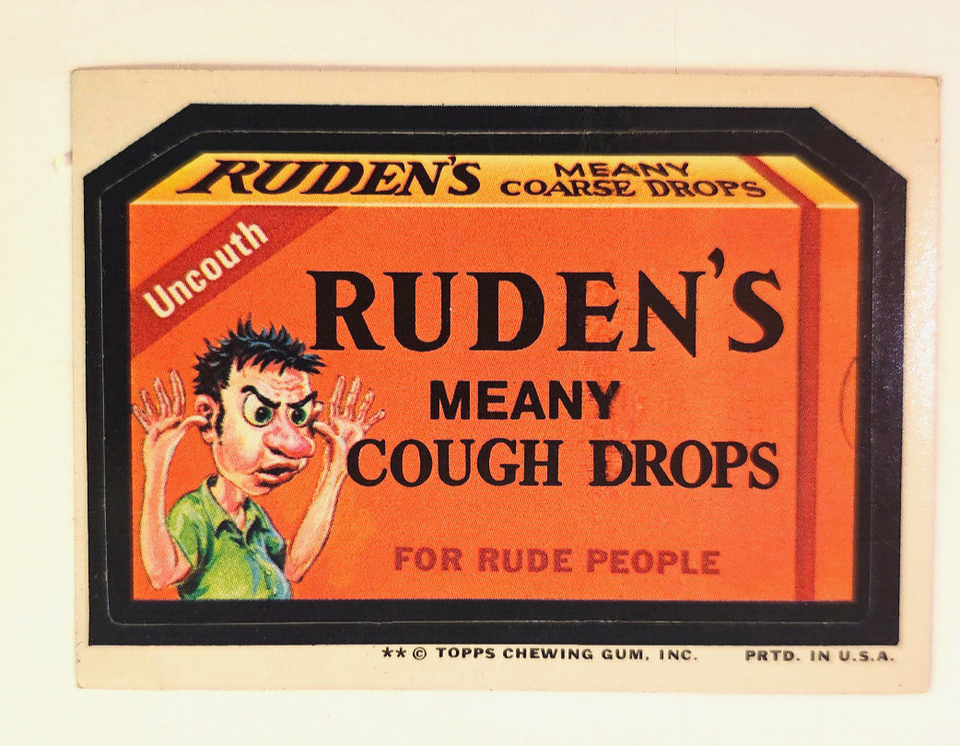 RUDEN'S MEANY
COARSE DROPS
Uncouth
RUDEN'S
MEANY
COUGH DROPS
FOR RUDE PEOPLE
** © TOPPS CHEWING GUM, INC. PRTD. IN U.S.A.